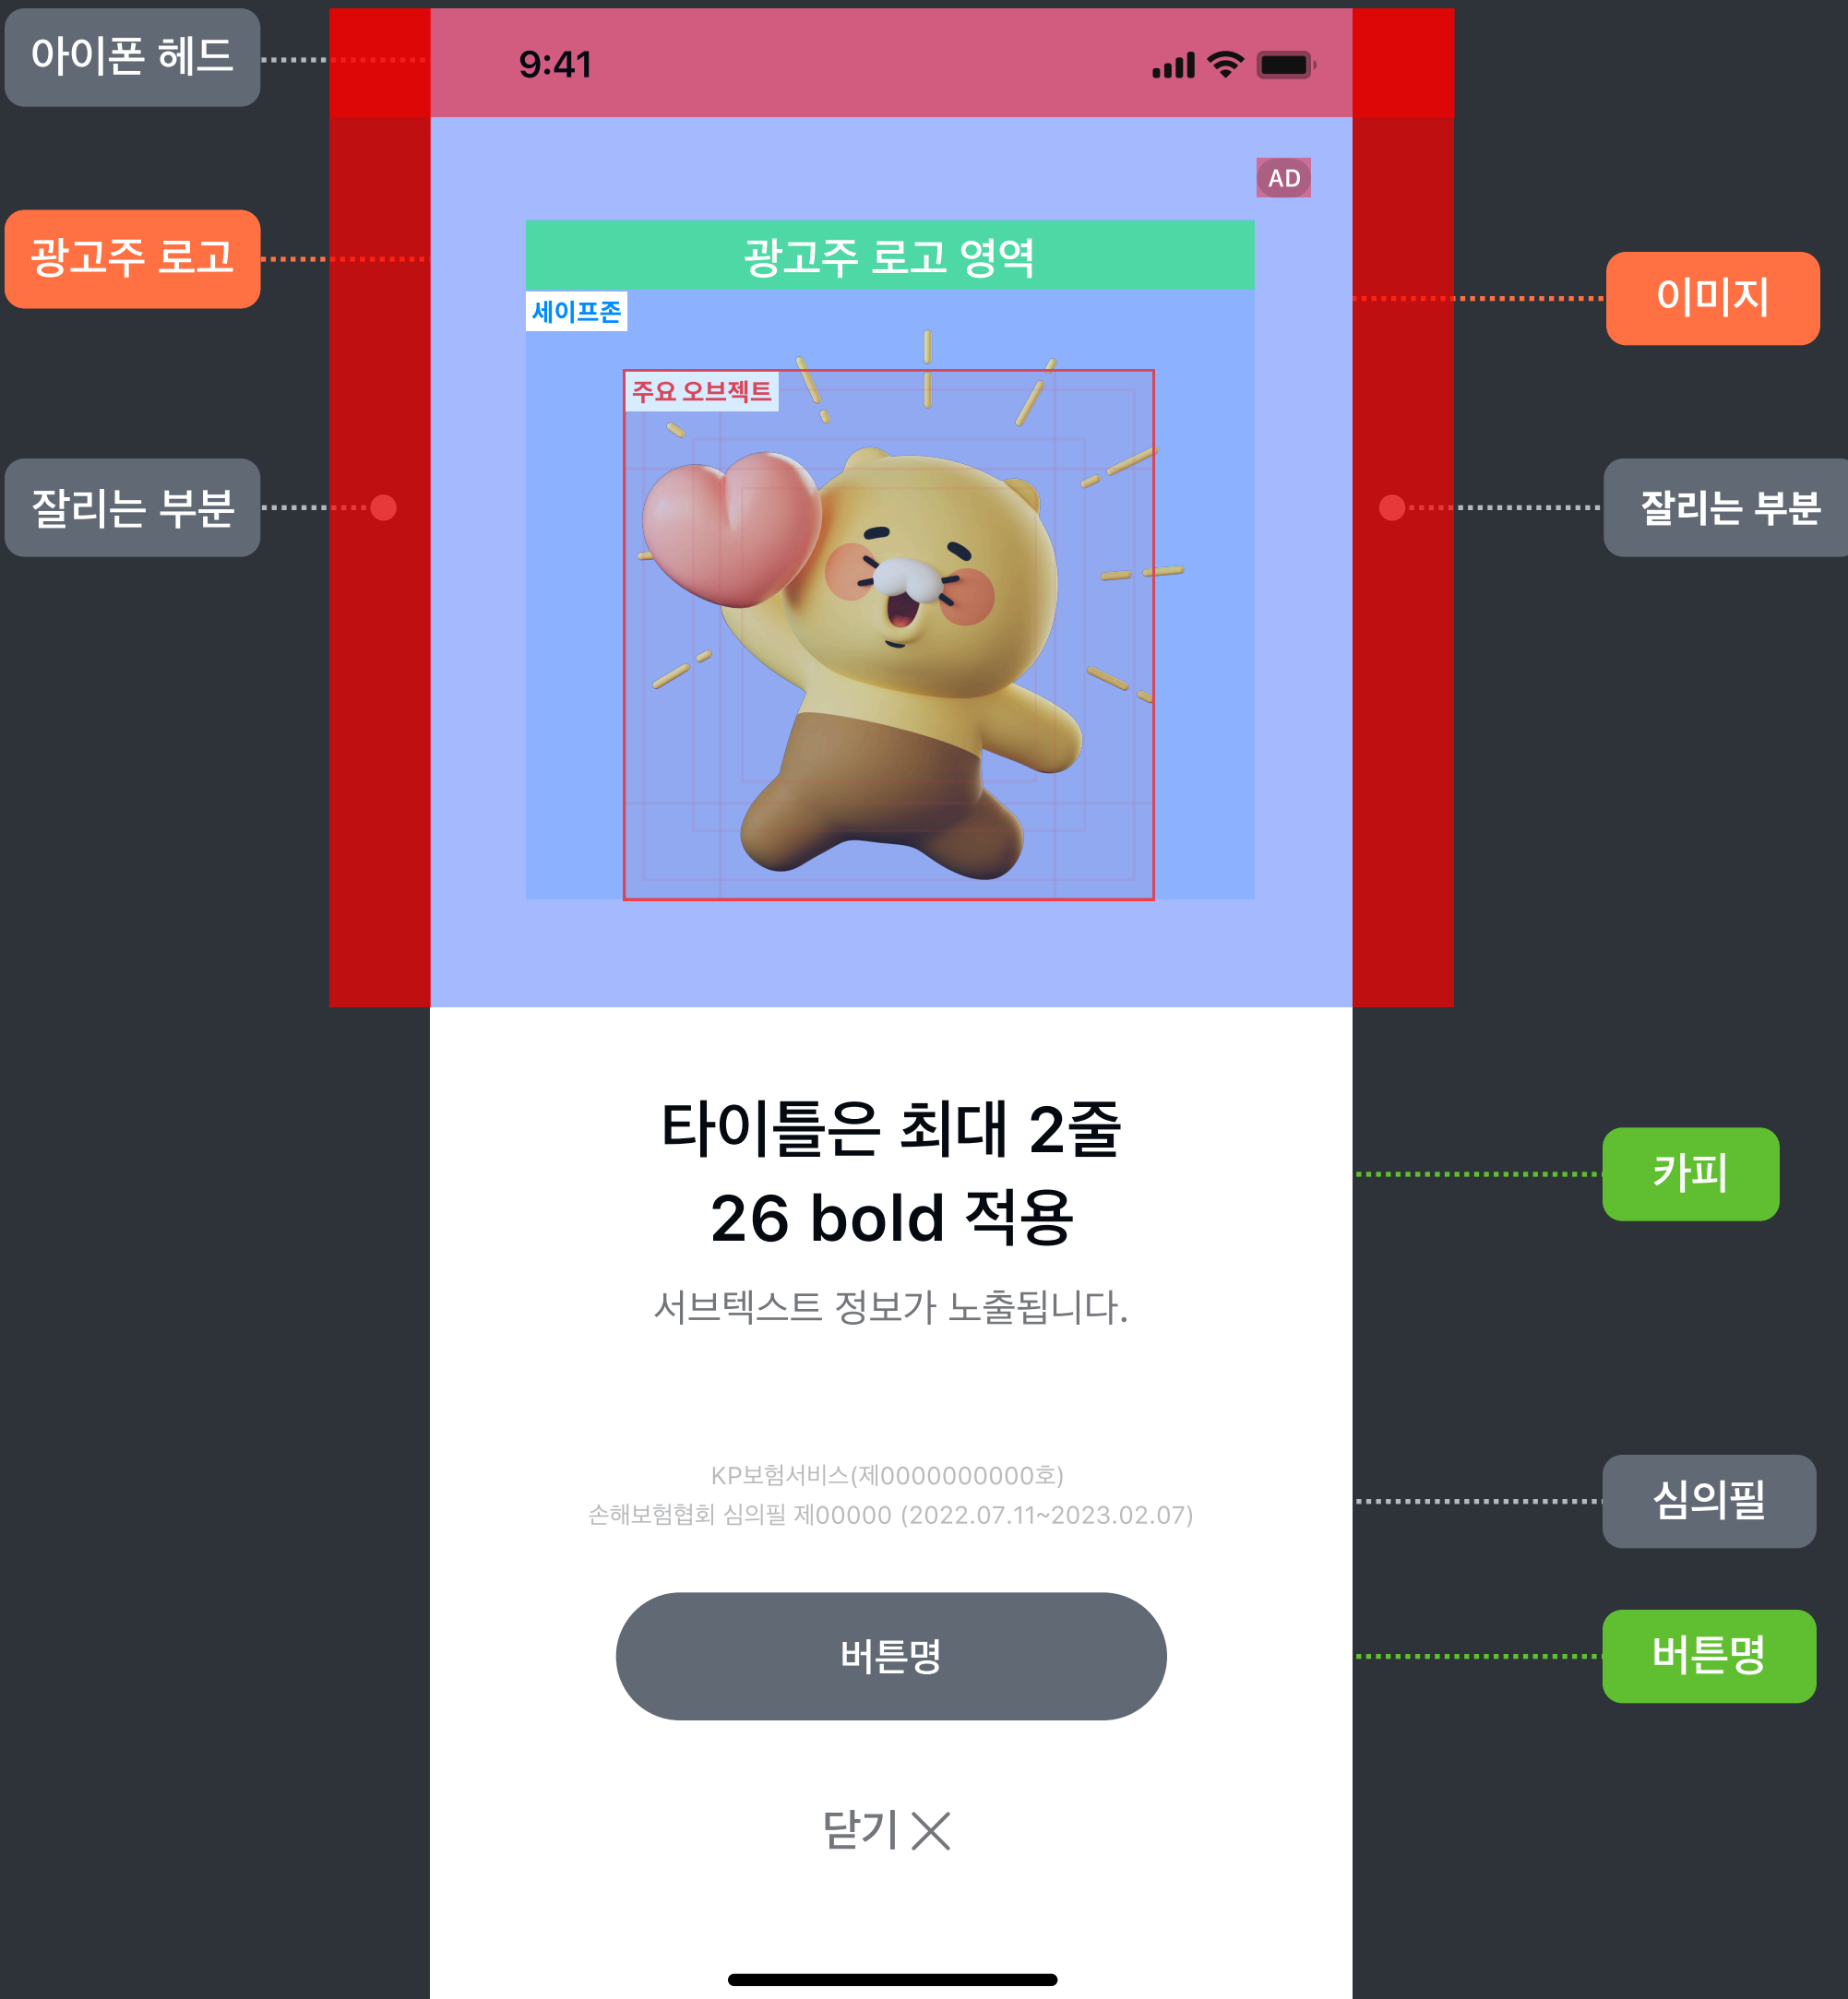 아이폰 헤드
9:41
AD
광고주 로고
광고주 로고 영역
이미지
세이프존
주요 오브젝트
잘리는 부분
잘리는 부분
타이틀은 최대 2줄
26 bold 적용
카피
서브텍스트 정보가 노출됩니다.
KP보험서비스(제0000000000호)
손해보험협회 심의필 제00000 (2022.07.11~2023.02.07)
심의필
버튼명
버튼명
닫기